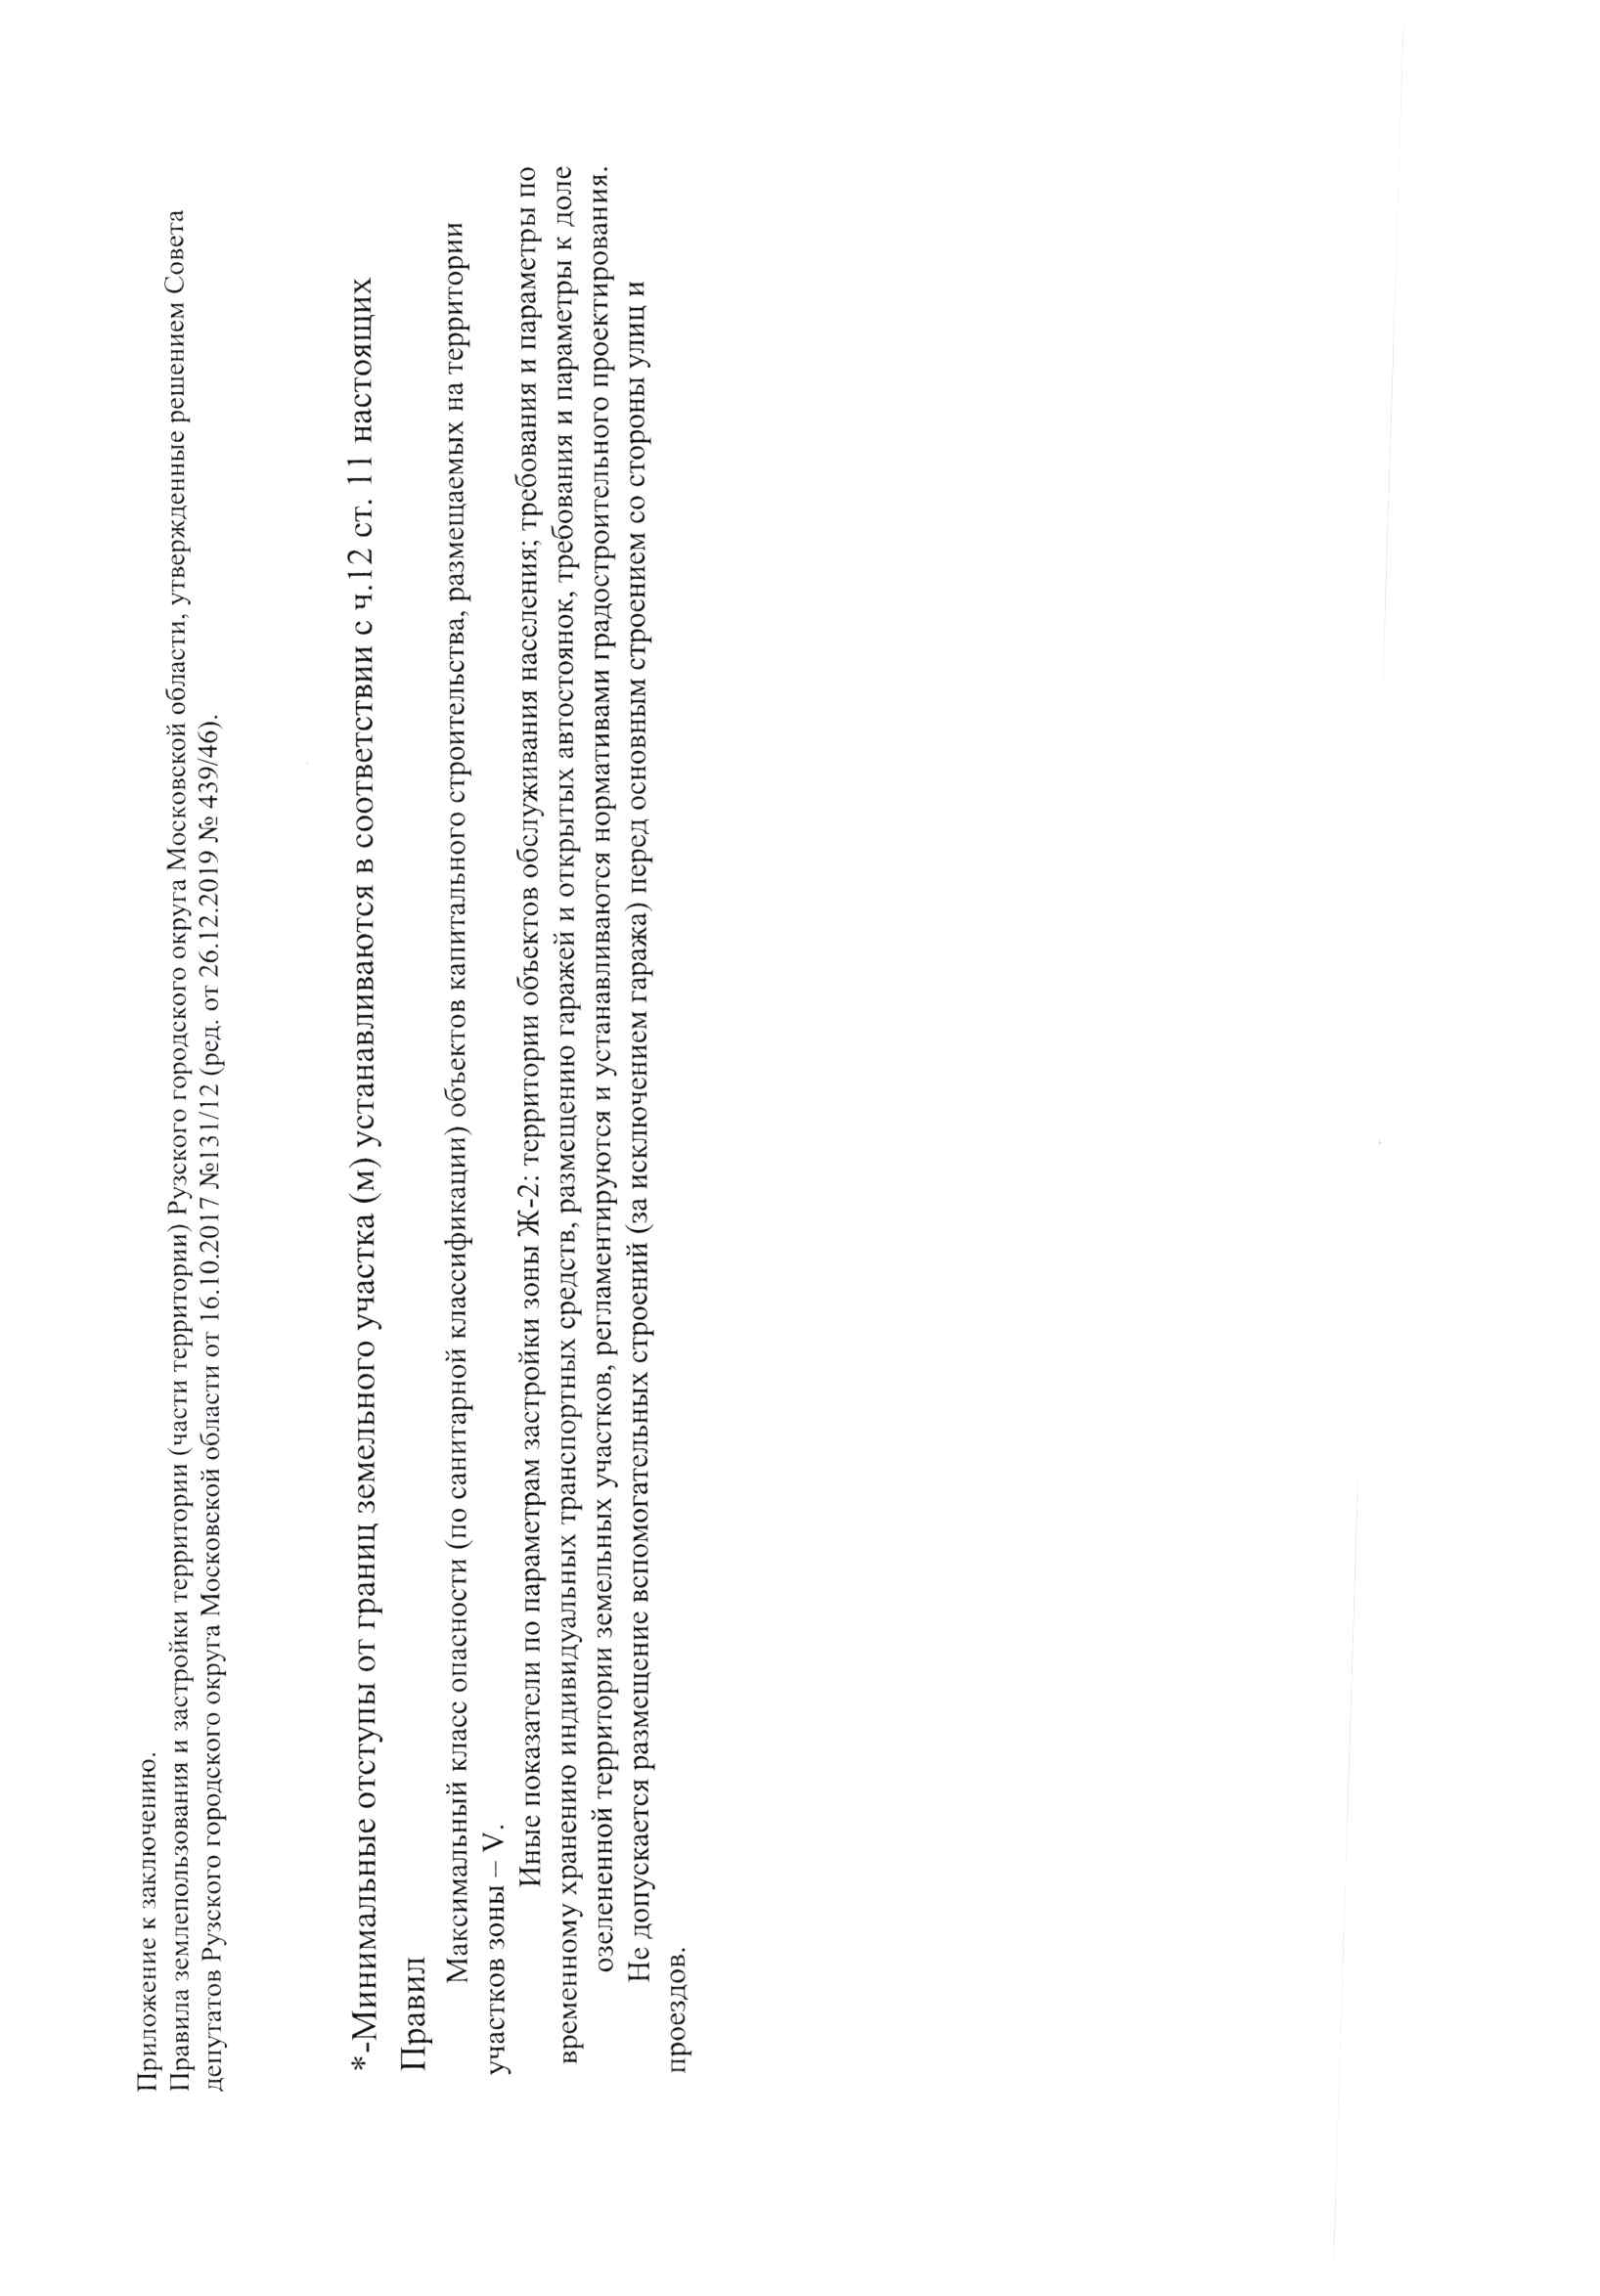 Приложение к заключению.
Правила землепользования и застройки территории (части территории) Рузского городского округа Московской области, утвержденные решением Совета
депутатов Рузского городского округа Московской области от 16.10.2017 №131/12 (ред. от 26.12.2019 № 439/46).
*-Минимальные отступы от границ земельного участка (м) устанавливаются в соответствии с ч.12 ст. 11 настоящих
Правил
Максимальный класс опасности (по санитарной классификации) объектов капитального строительства, размещаемых на территории
участков зоны – V.
Иные показатели по параметрам застройки зоны Ж-2: территории объектов обслуживания населения; требования и параметры по
временному хранению индивидуальных транспортных средств, размещению гаражей и открытых автостоянок, требования и параметры к доле
озелененной территории земельных участков, регламентируются и устанавливаются нормативами градостроительного проектирования.
Не допускается размещение вспомогательных строений (за исключением гаража) перед основным строением со стороны улиц и
проездов.